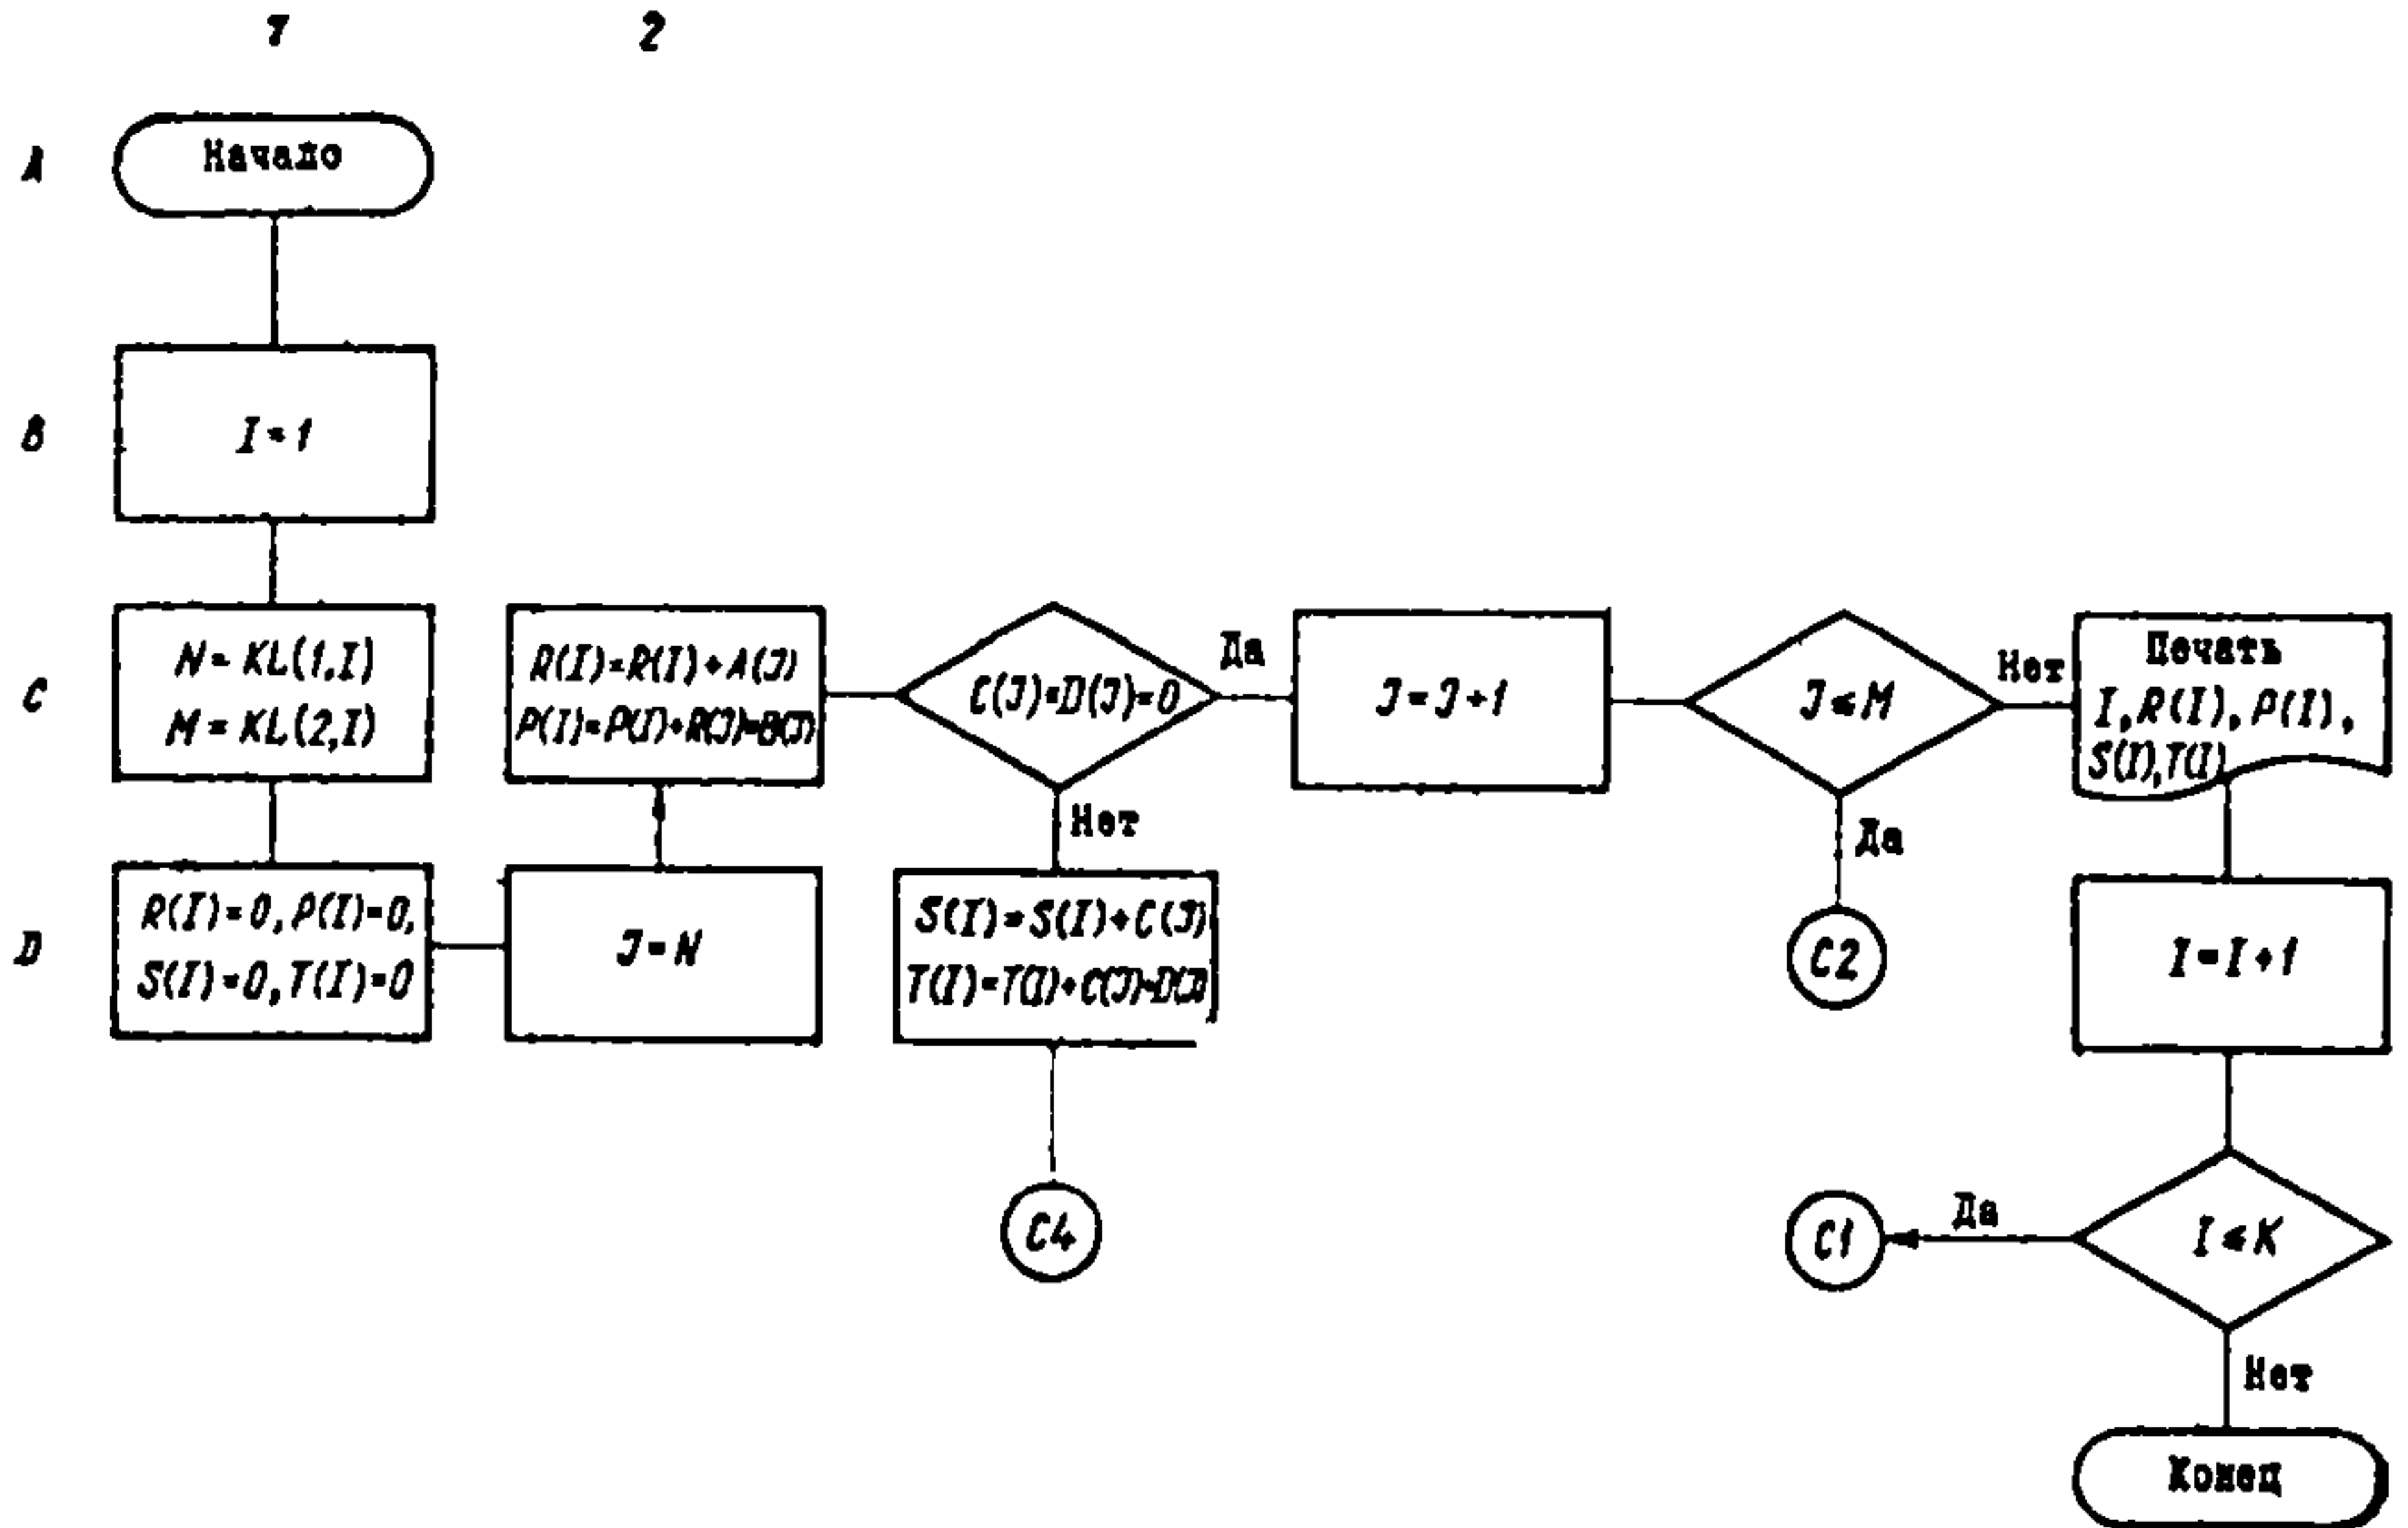 1
2
A
Начало
B
I = 1
C
N = KL(1,I)
M = KL(2,I)
R(I)=R(I)+A(J)
C(J)=D(J)=0
Да
J = J + 1
J ≤ M
Нет
Печать
I, R(I), P(I),
S(I), T(I)
Нет
Да
D
R(I)=0, P(I)=0,
S(I)=0, T(I)=0
J = N
S(I)=S(I)+C(J)
C2
I = I + 1
C4
C1
Да
I ≤ K
Нет
Конец